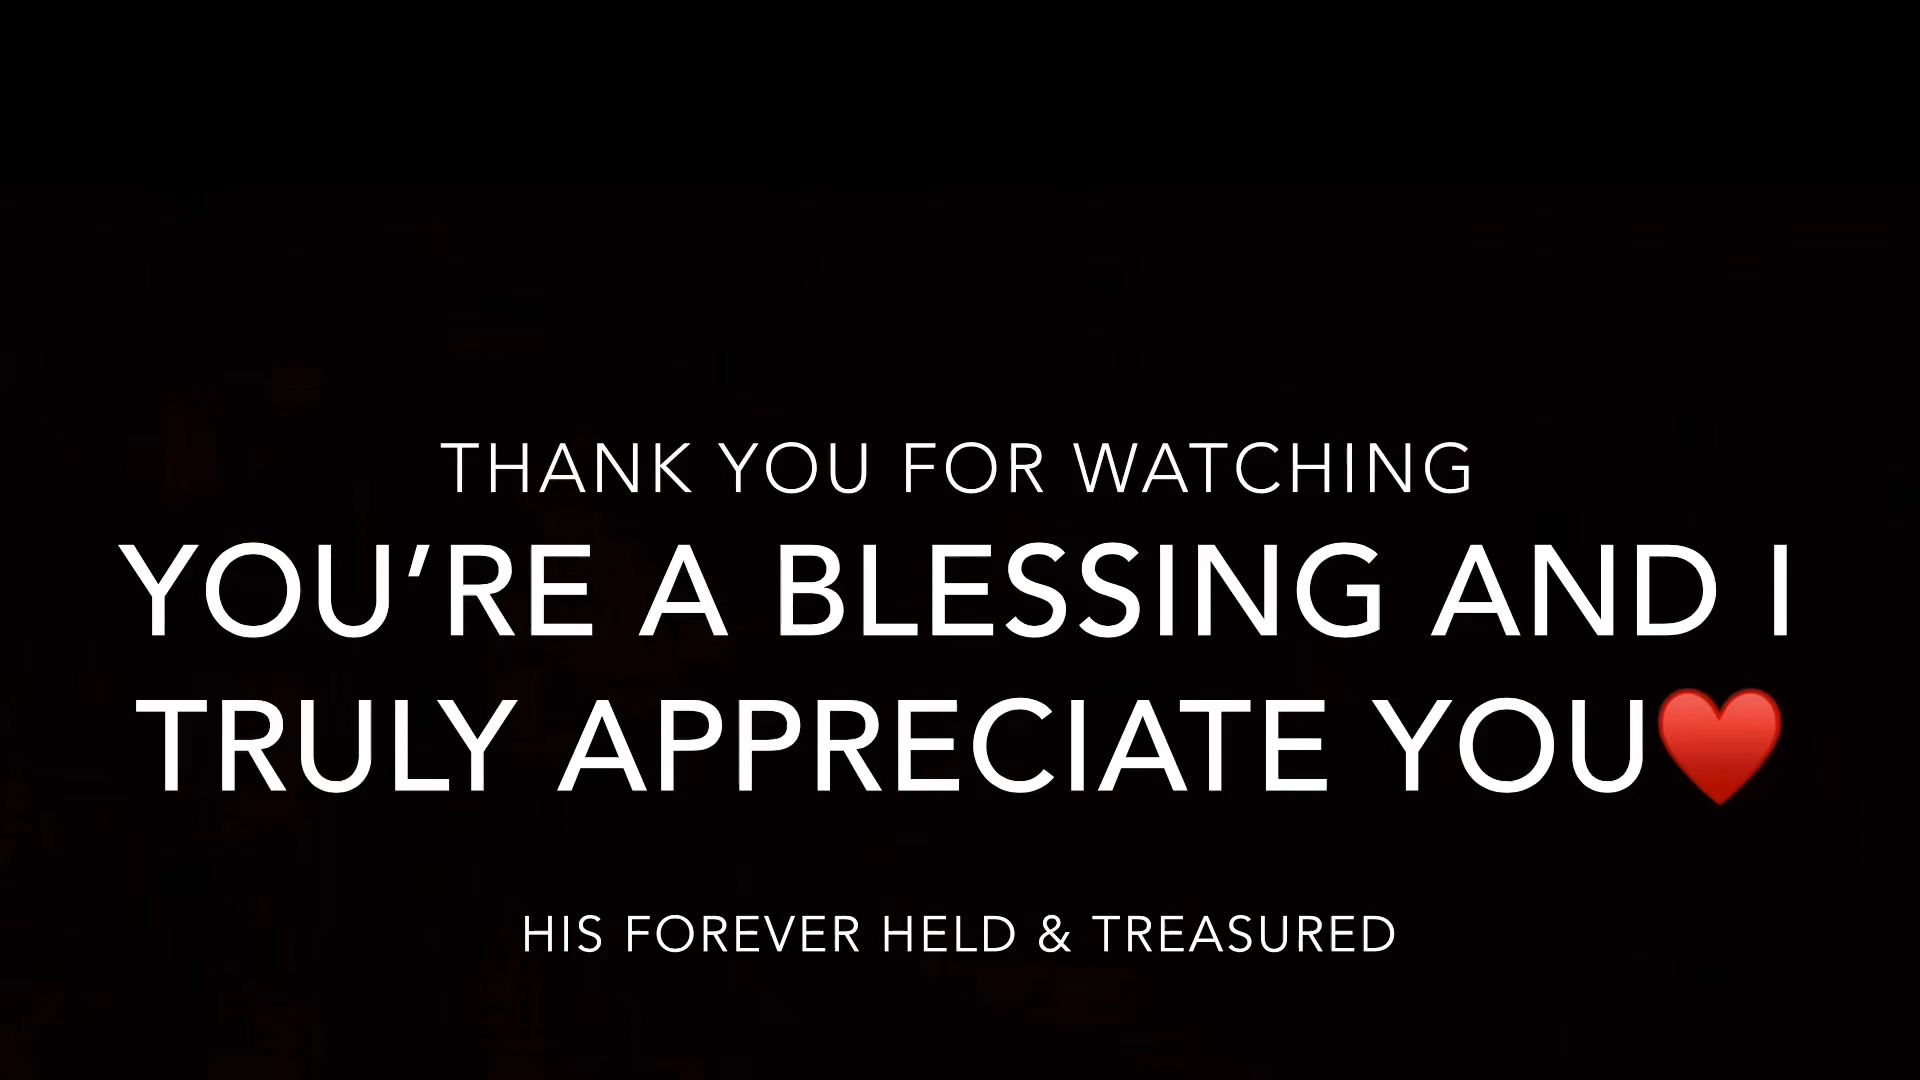 THANK YOU FOR WATCHING
YOU’RE A BLESSING AND I
TRULY APPRECIATE YOU♥️
HIS FOREVER HELD & TREASURED